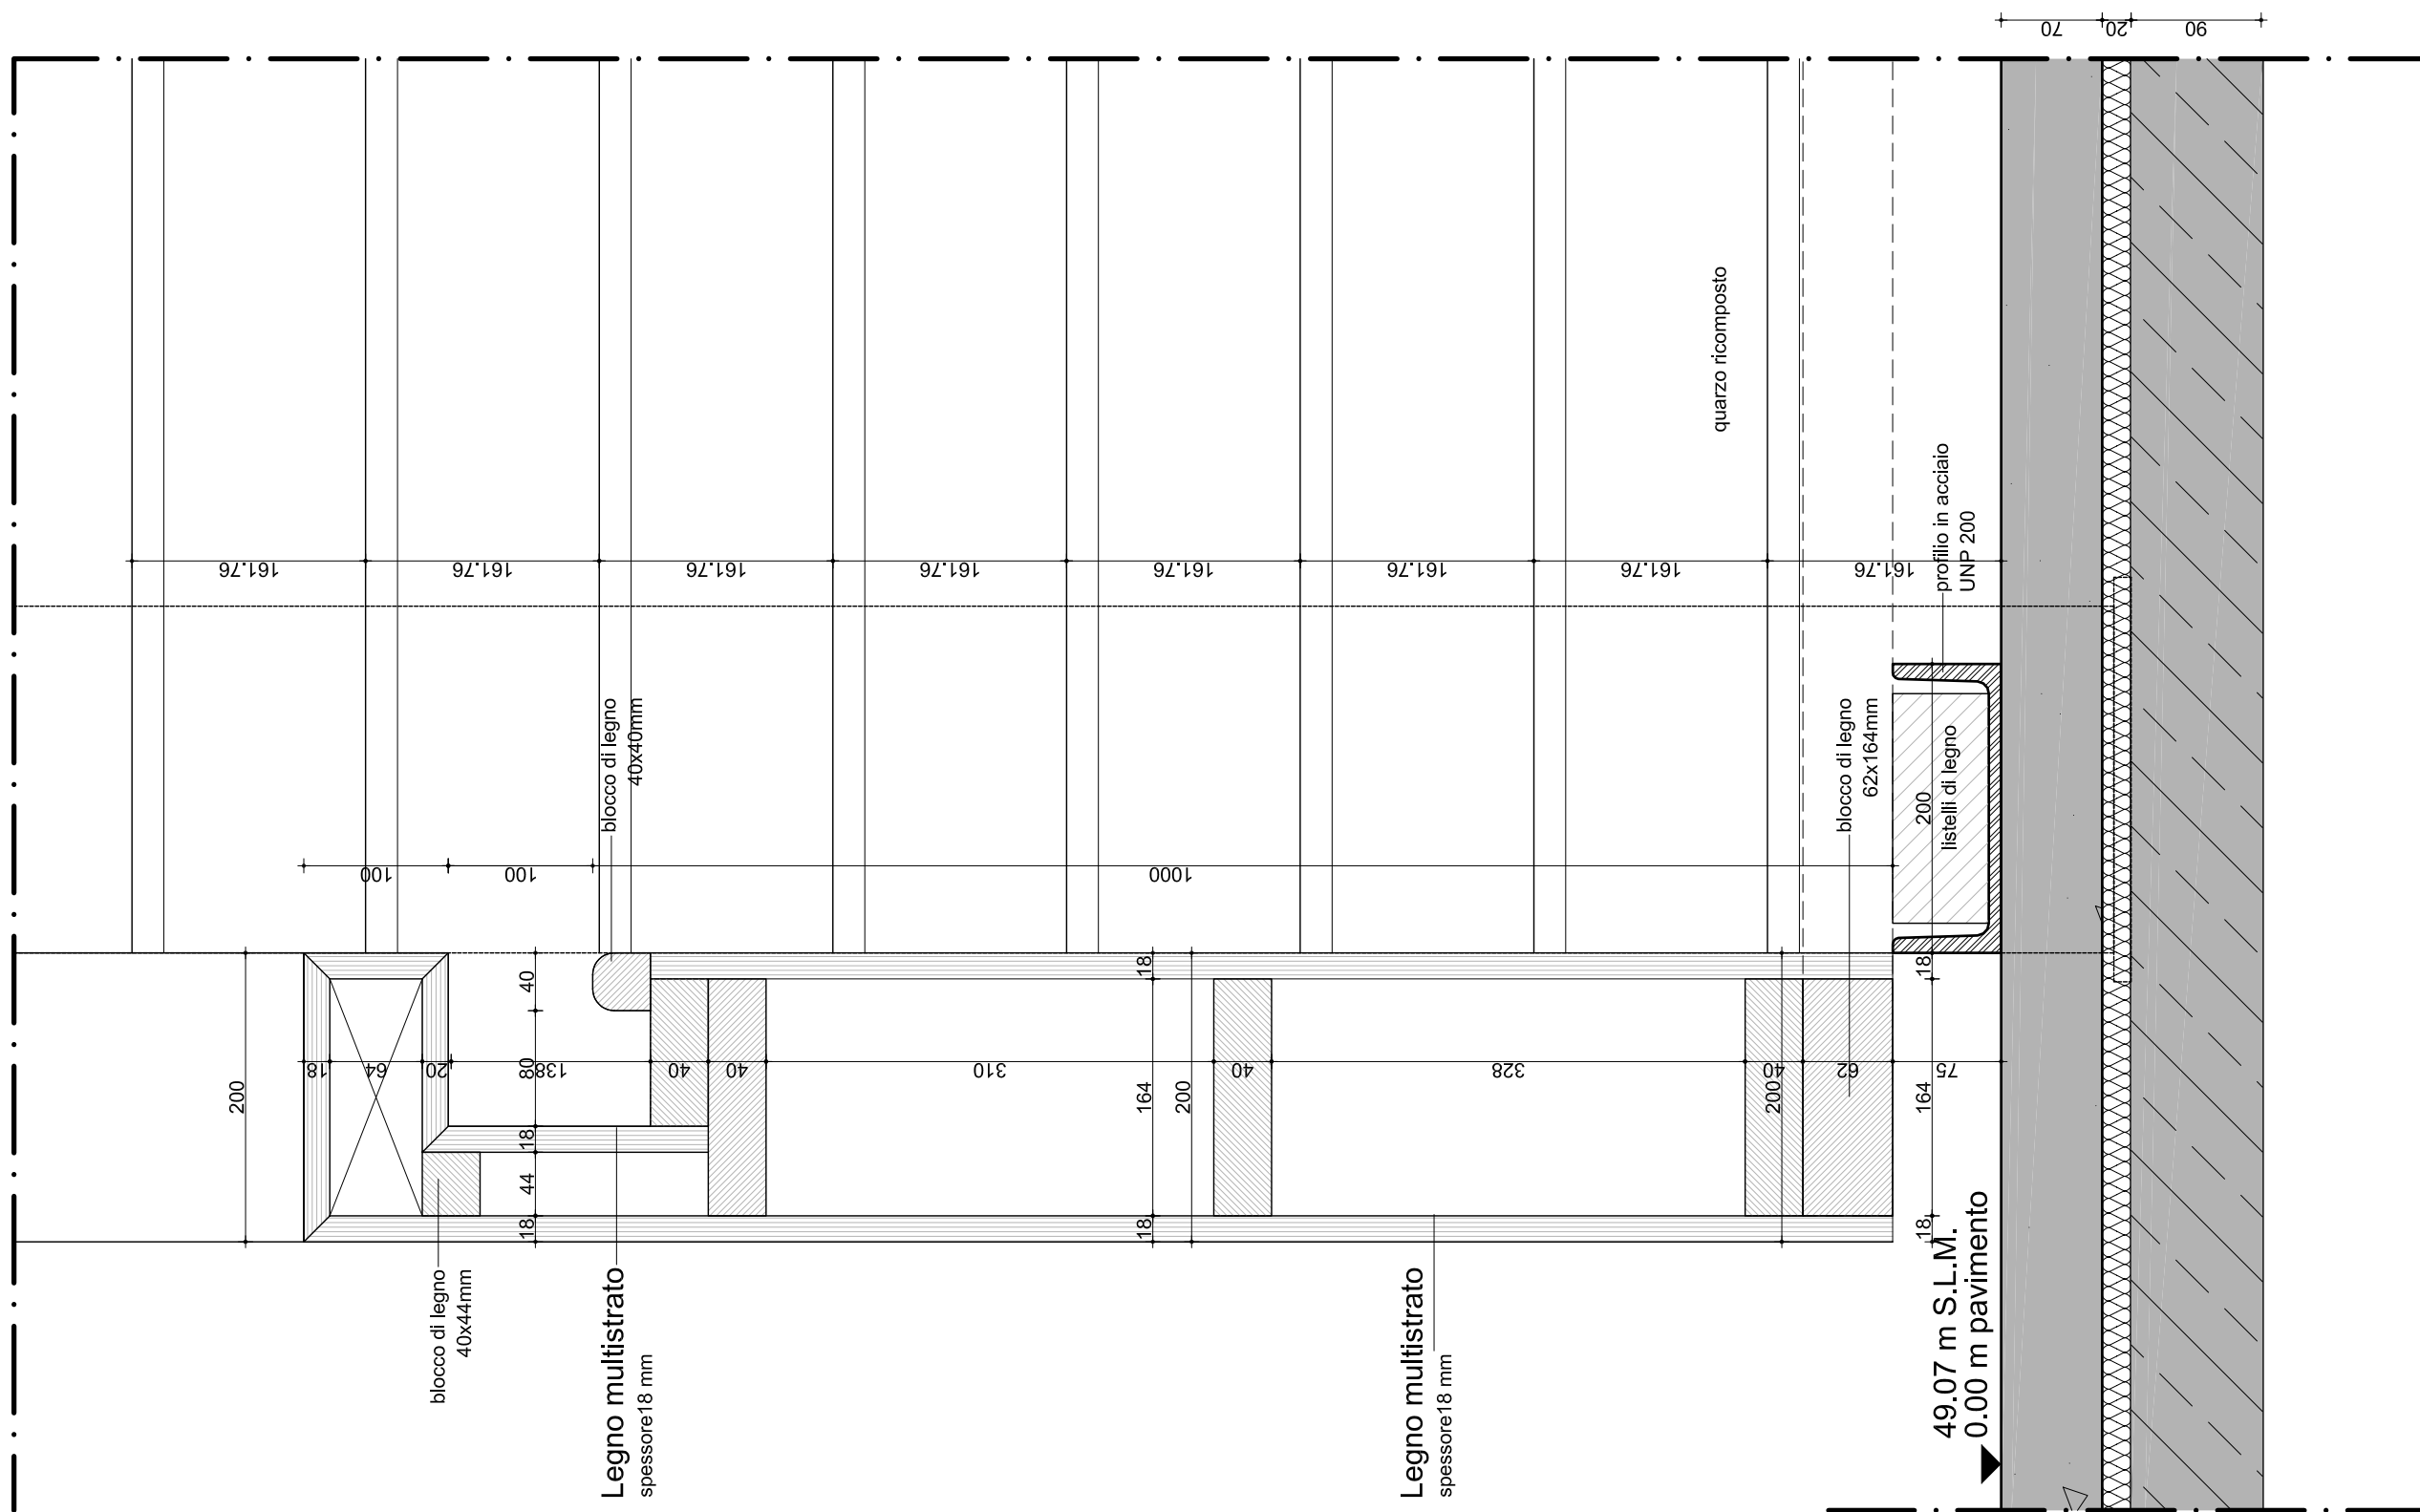 70
20
90
quarzo ricomposto
profilio in acciaio
UNP 200
161.76
161.76
161.76
161.76
161.76
161.76
161.76
161.76
blocco di legno
40x40mm
blocco di legno
62x164mm
200
listelli di legno
100
100
1000
40
80
18
44
18
18
164
18
200
200
200
18
164
18
200
18
64
20
138
40
40
310
40
328
40
62
75
blocco di legno
40x44mm
Legno multistrato
spessore18 mm
Legno multistrato
spessore18 mm
49.07 m S.L.M.
0.00 m pavimento